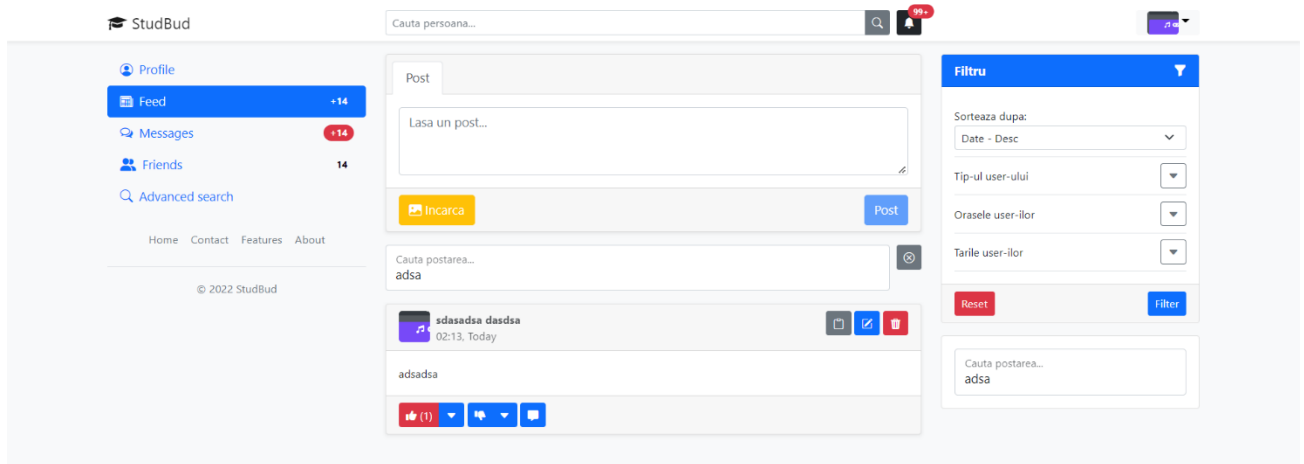 StudBud
Cauta persoana...
99+
Profile
Feed +14
Messages +14
Friends 14
Advanced search
Home Contact Features About
© 2022 StudBud
Post
Lasa un post...
Incarca
Post
Cauta postarea...
adsa
sdasadsa dasdsa
02:13, Today
adsadsa
(1)
Filtru
Sorteaza dupa:
Date - Desc
Tip-ul user-ului
Orasele user-ilor
Tarile user-ilor
Reset
Filter
Cauta postarea...
adsa